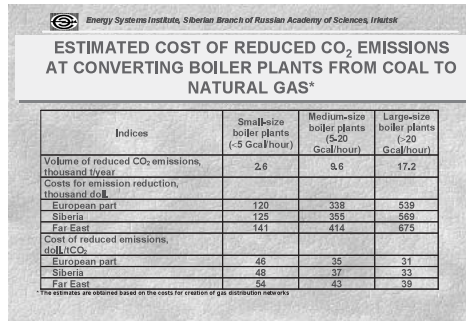 Energy Systems Institute, Siberian Branch of Russian Academy of Sciences, Irkutsk
ESTIMATED COST OF REDUCED CO2 EMISSIONS
AT CONVERTING BOILER PLANTS FROM COAL TO
NATURAL GAS*
Indices
Small-size
boiler plants
(<5 Gcal/hour)
Medium-size
boiler plants
(5-20
Gcal/hour)
Large-size
boiler plants
(>20
Gcal/hour)
Volume of reduced CO2 emissions,
thousand t/year
2.6 9.6 17.2
Costs for emission reduction,
thousand doll.
European part 120 338 539
Siberia 125 355 569
Far East 141 414 675
Cost of reduced emissions,
doll./tCO2
European part 46 35 31
Siberia 48 37 33
Far East 54 43 39
* The estimates are obtained based on the costs for creation of gas distribution networks